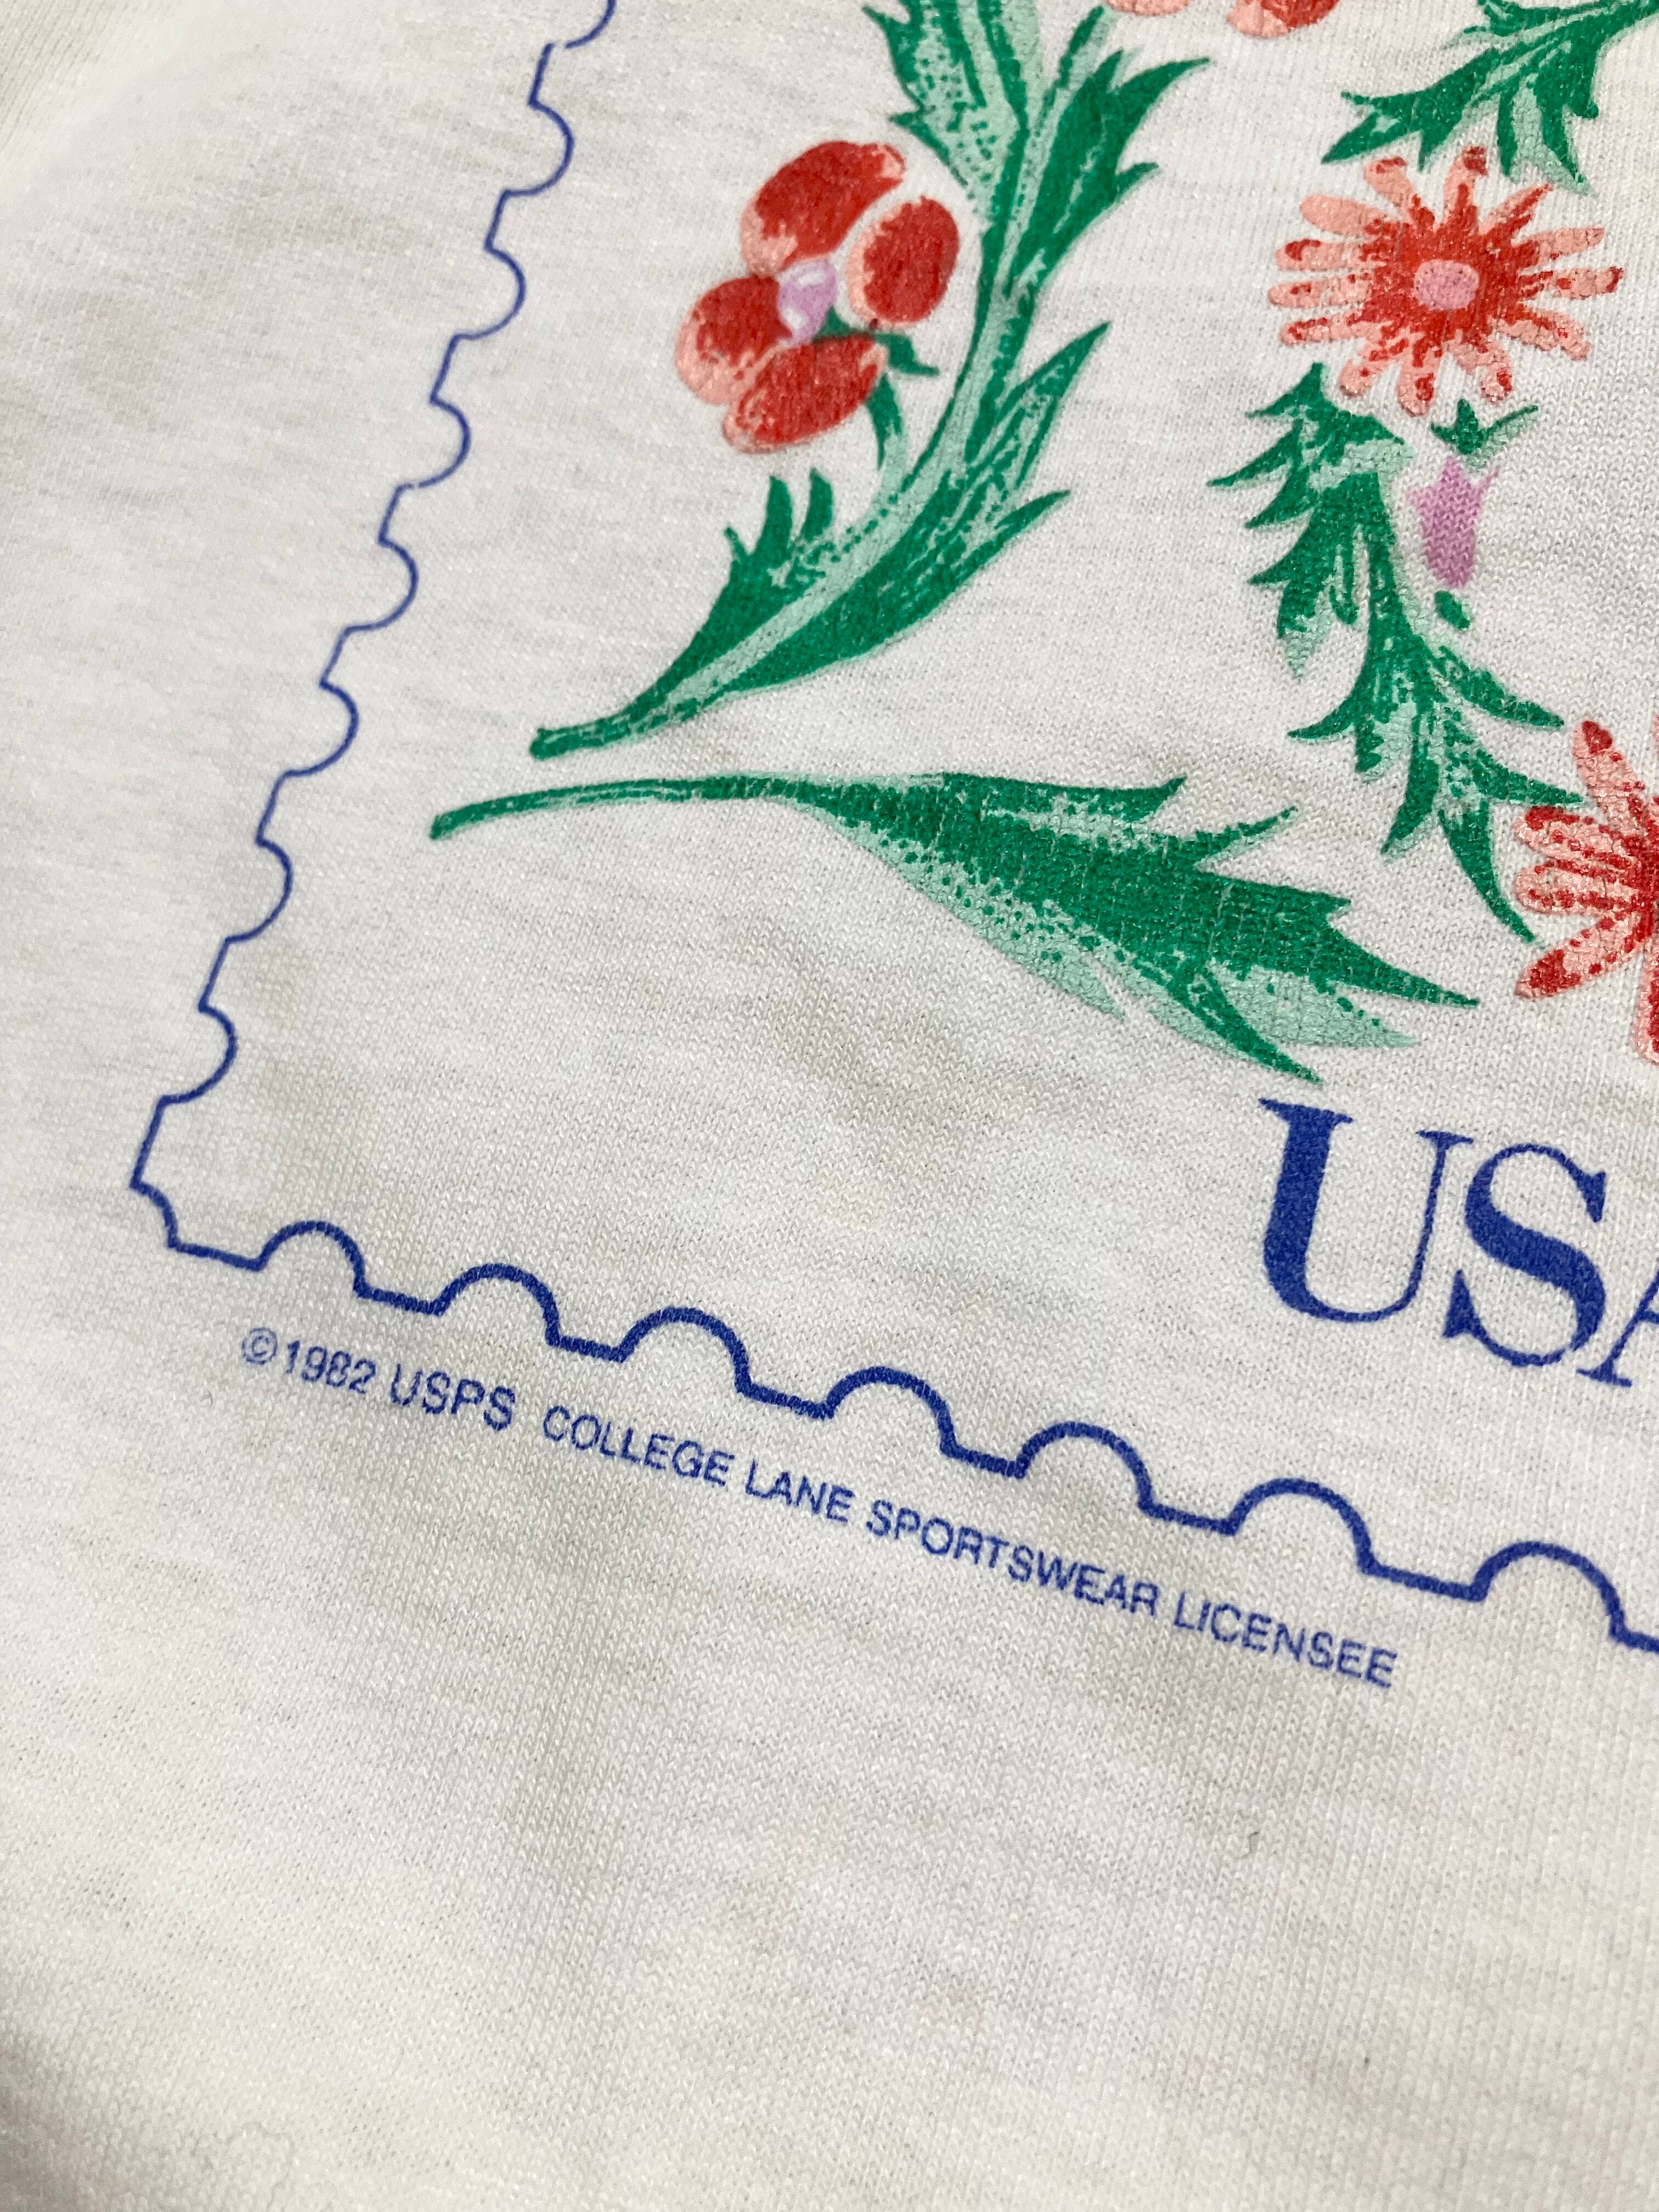 USA
©1982 USPS COLLEGE LANE SPORTSWEAR LICENSEE